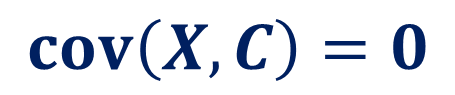 cov(X, C) = 0